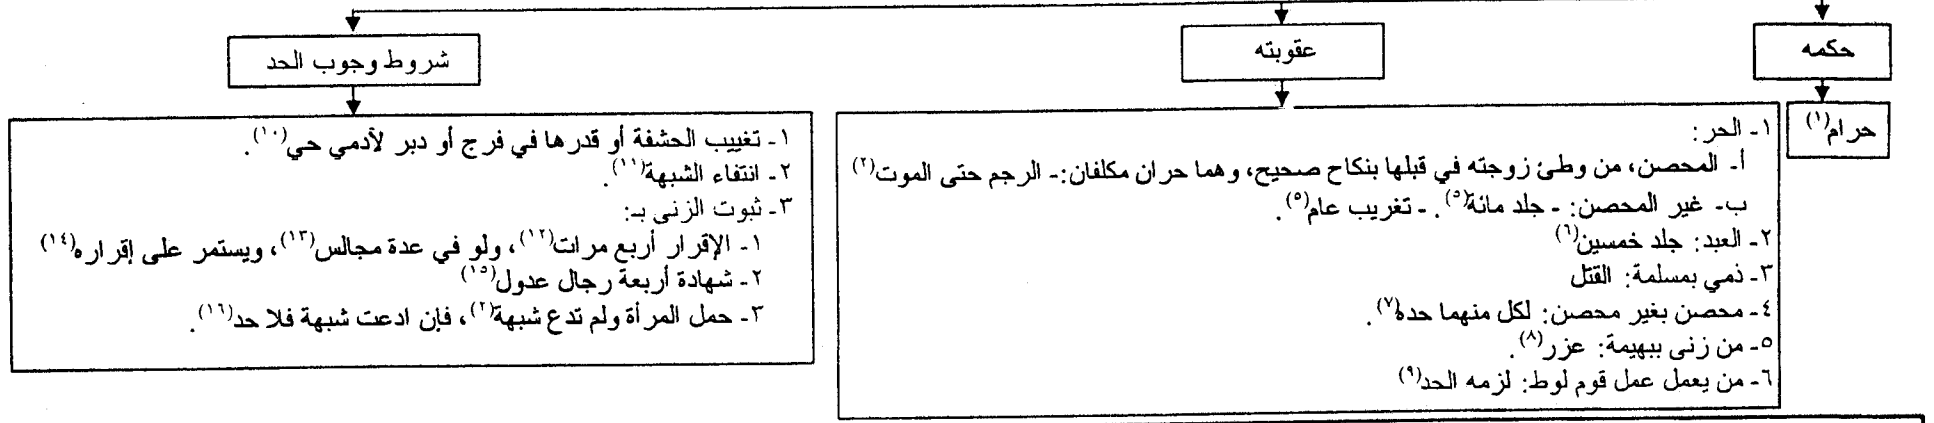 حكمه
عقوبته
شروط وجوب الحد
حرام(١)
١- الحر:
أ- المحصن، من وطئ زوجته في قبلها بنكاح صحيح، وهما حران مكلفان:- الرجم حتى الموت(٢)
ب- غير المحصن: - جلد مائة(٥). - تغريب عام(٥).
٢- العبد: جلد خمسين(٦)
٣- ذمي بمسلمة: القتل
٤- محصن بغير محصن: لكل منهما حده(٧).
٥- من زنى ببهيمة: عزر(٨).
٦- من يعمل عمل قوم لوط: لزمه الحد(٩)
١- تغييب الحشفة أو قدرها في فرج أو دبر لآدمي حي(١٠).
٢- انتفاء الشبهة(١١).
٣- ثبوت الزنى بـ:
١- الإقرار أربع مرات(١٢)، ولو في عدة مجالس(١٣)، ويستمر على إقراره(١٤)
٢- شهادة أربعة رجال عدول(١٥)
٣- حمل المرأة ولم تدع شبهة(٢)، فإن ادعت شبهة فلا حد(١٦).